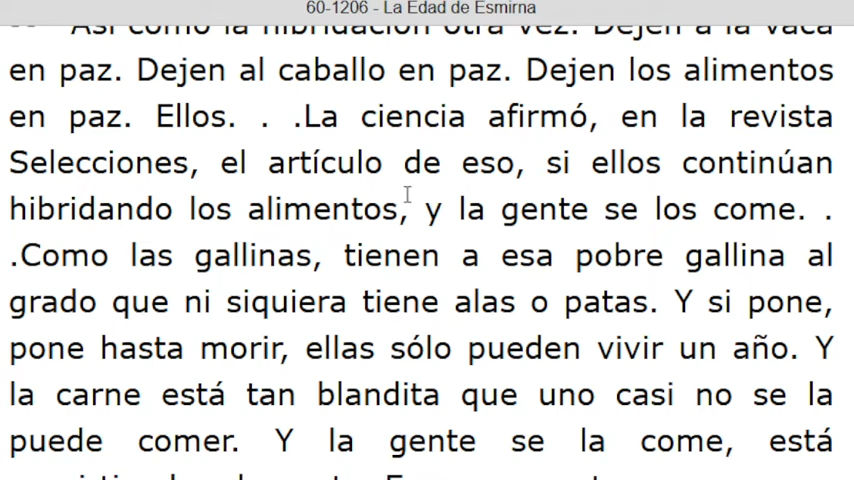 60-1206 - La Edad de Esmirna
Así como la hibridación otra vez. Dejen a la vaca
en paz. Dejen al caballo en paz. Dejen los alimentos
en paz. Ellos. . .La ciencia afirmó, en la revista
Selecciones, el artículo de eso, si ellos continúan
hibridando los alimentos, y la gente se los come. .
.Como las gallinas, tienen a esa pobre gallina al
grado que ni siquiera tiene alas o patas. Y si pone,
pone hasta morir, ellas sólo pueden vivir un año. Y
la carne está tan blandita que uno casi no se la
puede comer. Y la gente se la come, está